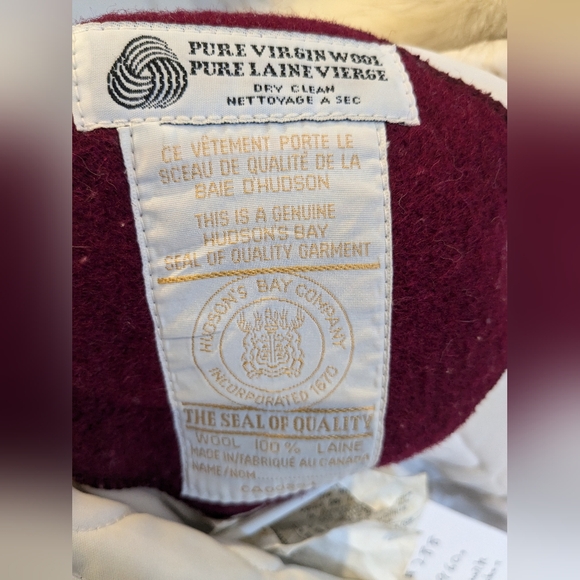 PURE VIRGIN WOOL
PURE LAINE VIERGE
DRY CLEAN
NETTOYAGE A SEC
CE VÊTEMENT PORTE LE
SCEAU DE QUALITÉ DE LA
BAIE D'HUDSON
THIS IS A GENUINE
HUDSON'S BAY
SEAL OF QUALITY GARMENT
HUDSON'S BAY COMPANY
INCORPORATED 1670
THE SEAL OF QUALITY
WOOL 100% LAINE
MADE IN/FABRIQUÉ AU CANADA
NAME/NOM